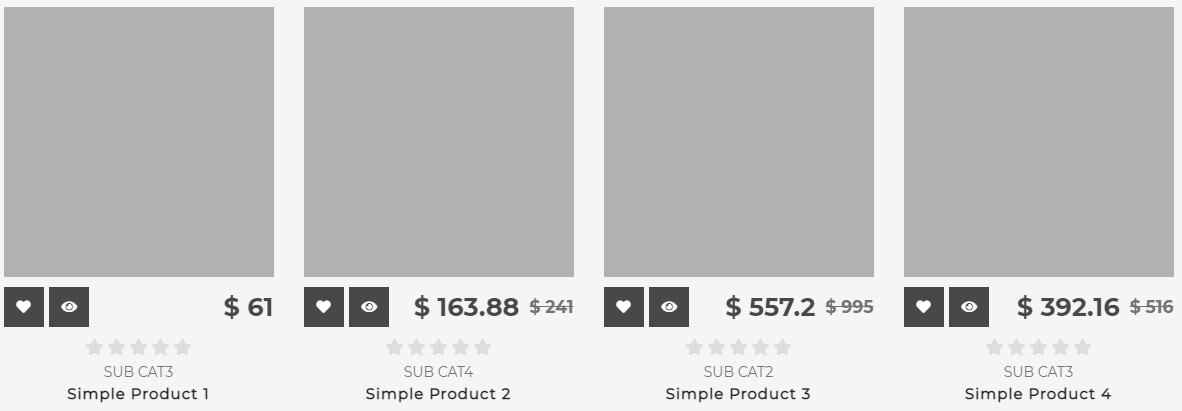 $ 61
SUB CAT3
Simple Product 1
$ 163.88 $ 241
SUB CAT4
Simple Product 2
$ 557.2 $ 995
SUB CAT2
Simple Product 3
$ 392.16 $ 516
SUB CAT3
Simple Product 4